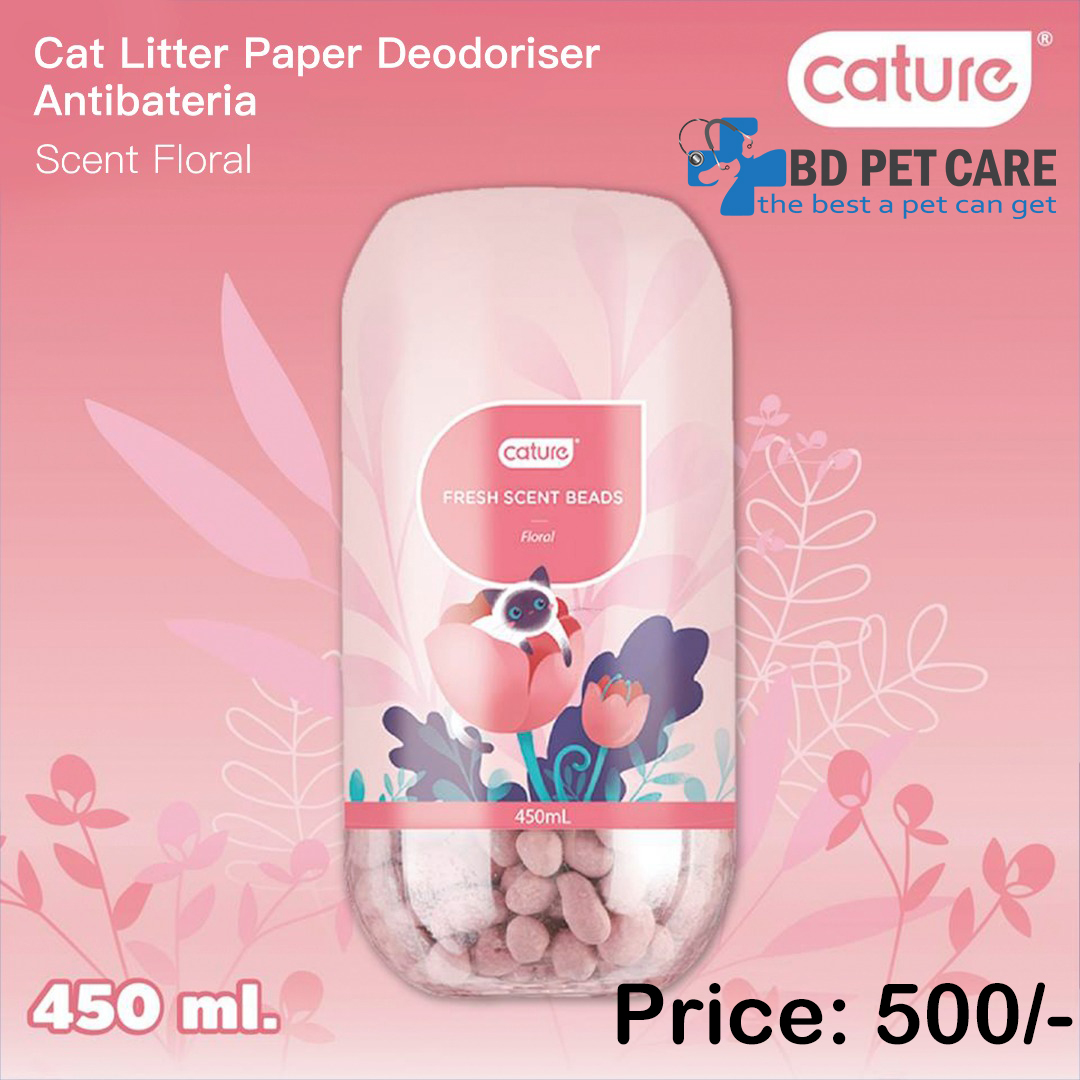 Cat Litter Paper Deodoriser
Antibateria
Scent Floral
cature®
BD PET CARE
the best a pet can get
cature
FRESH SCENT BEADS
Floral
450mL
450 ml.
Price: 500/-